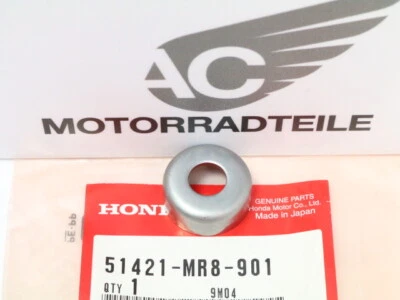 AC
MOTORRADTEILE
HONDA
GENUINE PARTS
Honda Motor Co., Ltd.
Made in Japan
51421-MR8-901
QTY 1
9M04